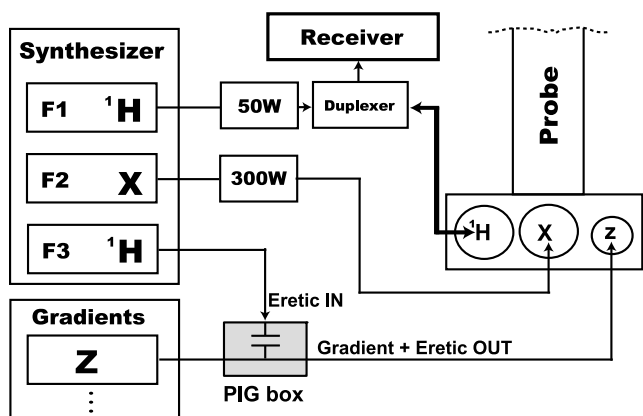 Synthesizer
F1 ¹H
F2 X
F3 ¹H
50W
300W
Receiver
Duplexer
Probe
¹H
X
z
Eretic IN
Gradients
Z
PIG box
Gradient + Eretic OUT